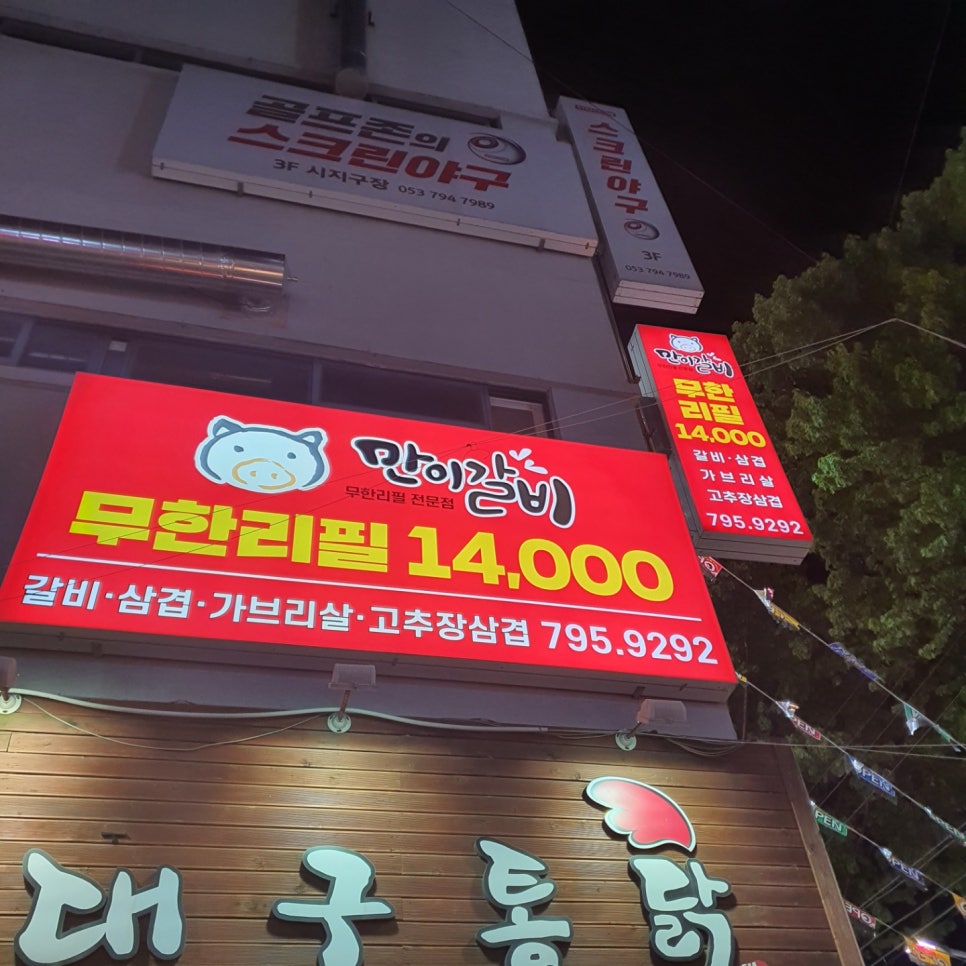 골프존의
스크린야구
3F 시지구장 053 794 7989
스크린야구
3F
053 794 7989
만이갈비
무한
리필
14,000
갈비·삼겹
가브리살
고추장삼겹
795.9292
만이갈비
무한리필 전문점
무한리필 14,000
갈비·삼겹·가브리살·고추장삼겹 795.9292
대구통닭
OPEN